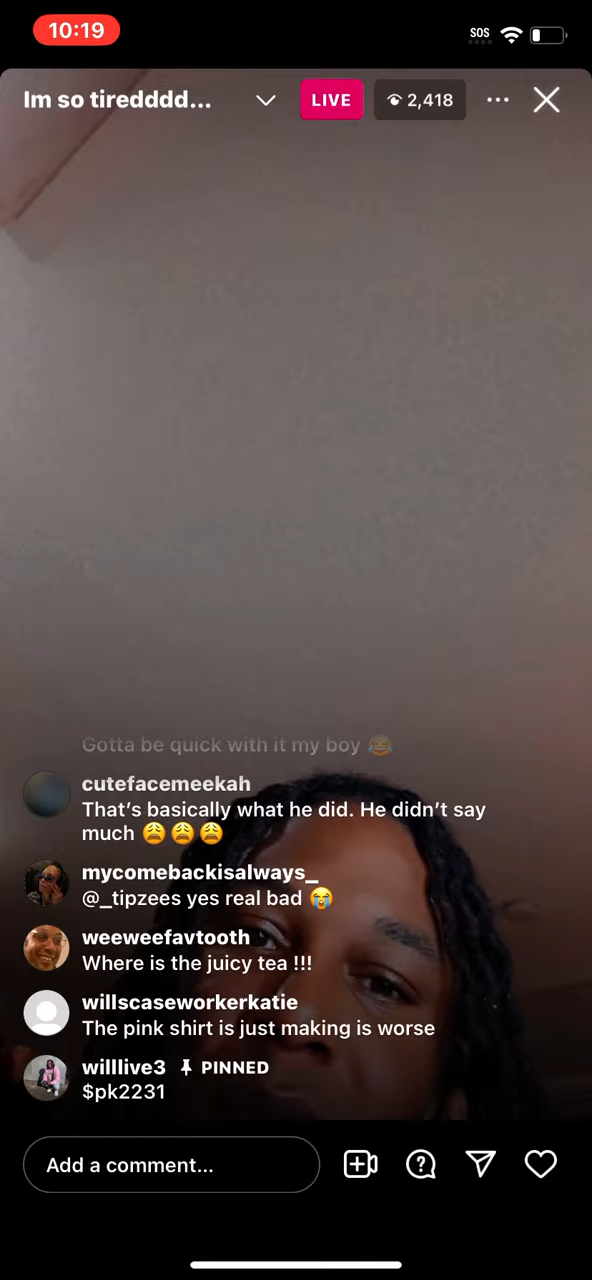 10:19
SOS
Im so tiredddd...
LIVE
2,418
Gotta be quick with it my boy 😂
cutefacemeekah
That's basically what he did. He didn't say
much 😩😩😩
mycomebackisalways_
@_tipzees yes real bad 😭
weeweefavtooth
Where is the juicy tea !!!
willscaseworkerkatie
The pink shirt is just making is worse
willlive3 PINNED
$pk2231
Add a comment...